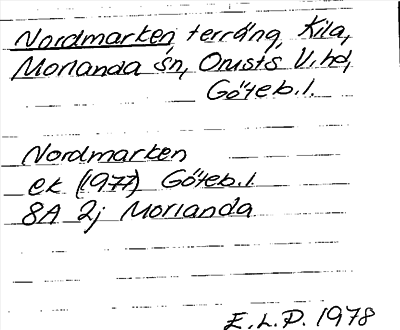 Nordmarken, terräng, Kila,
Morlanda sn, Orusts V. hd,
Göteb. l.
Nordmarken
ek (1977) Göteb. l.
8A 2j Morlanda
E.L.P. 1978